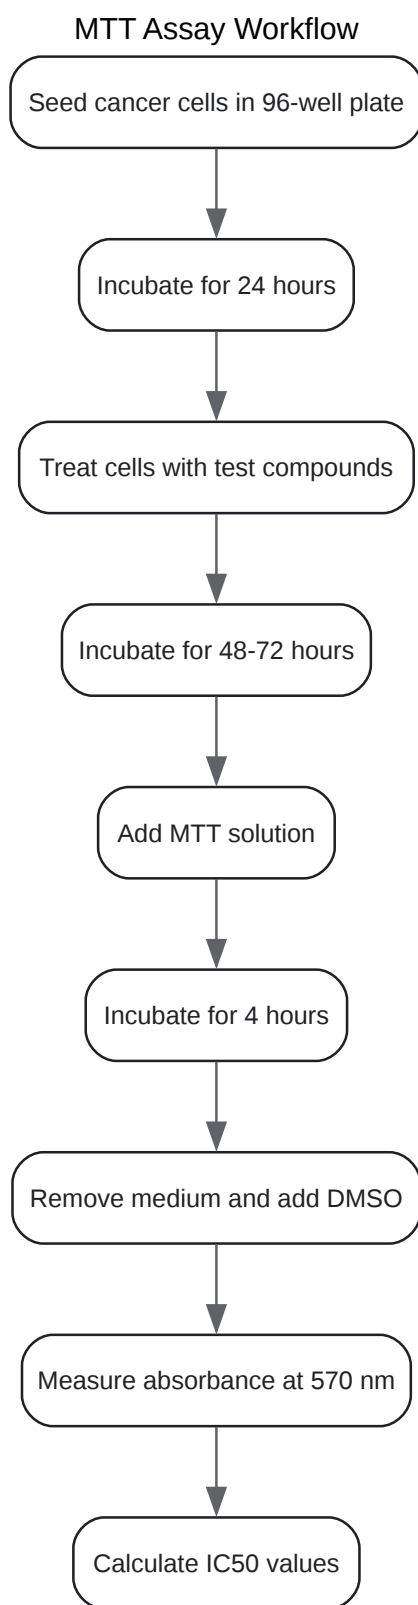 MTT Assay Workflow
Seed cancer cells in 96-well plate
Incubate for 24 hours
Treat cells with test compounds
Incubate for 48-72 hours
Add MTT solution
Incubate for 4 hours
Remove medium and add DMSO
Measure absorbance at 570 nm
Calculate IC50 values